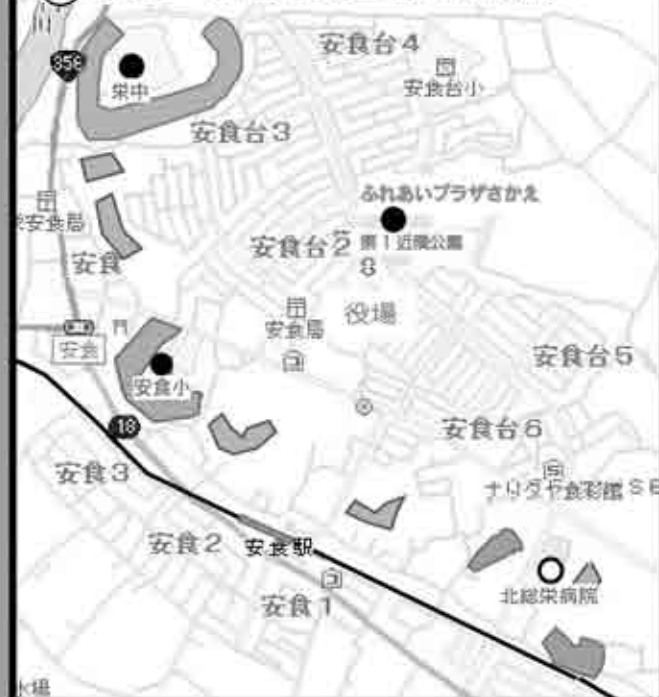 安食台4
356
栄中
安食台小
安食台3
ふれあいプラザさかえ
安食局
安食台2
第1近隣公園
安食
安食局
役場
安食
安食台5
安食小
18
安食台6
安食3
ナリタヤ食彩館
安食2
安食駅
北総栄病院
安食1
水場